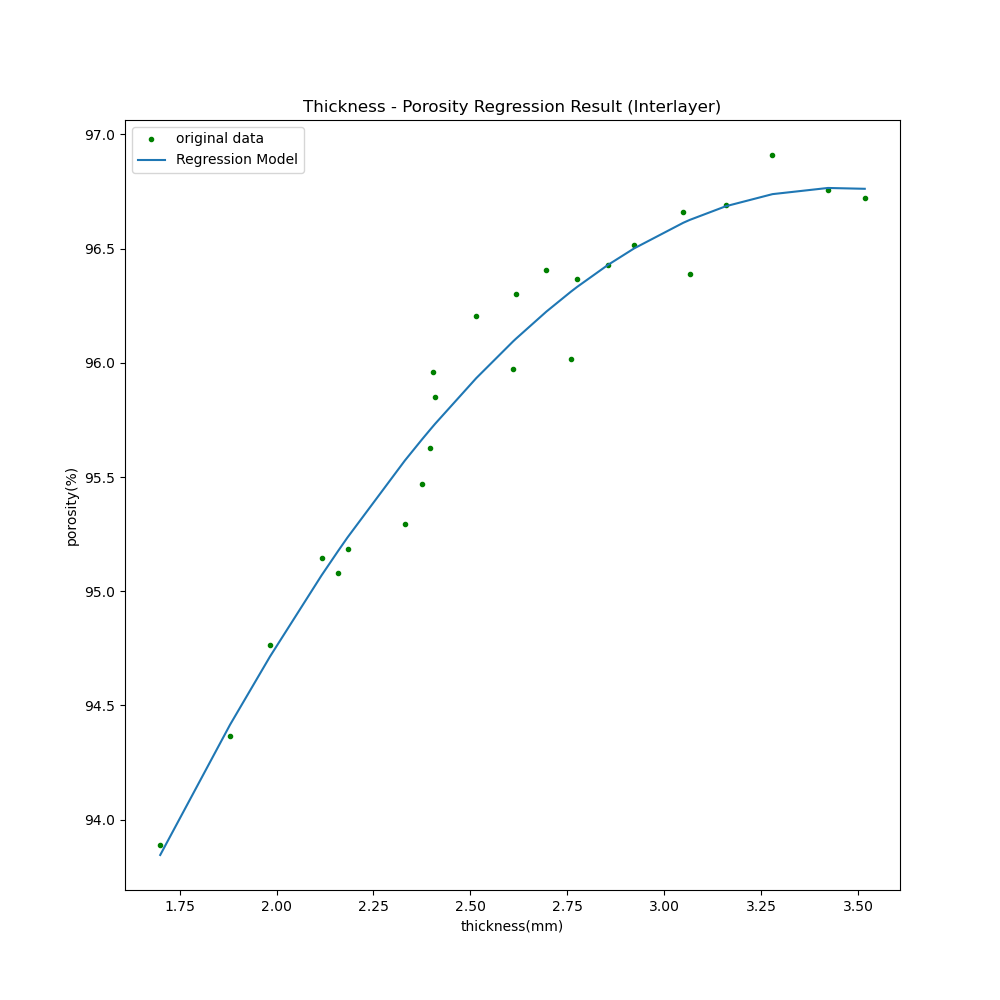 Thickness - Porosity Regression Result (Interlayer)
original data
Regression Model
97.0
96.5
96.0
95.5
95.0
94.5
94.0
porosity(%)
1.75 2.00 2.25 2.50 2.75 3.00 3.25 3.50
thickness(mm)